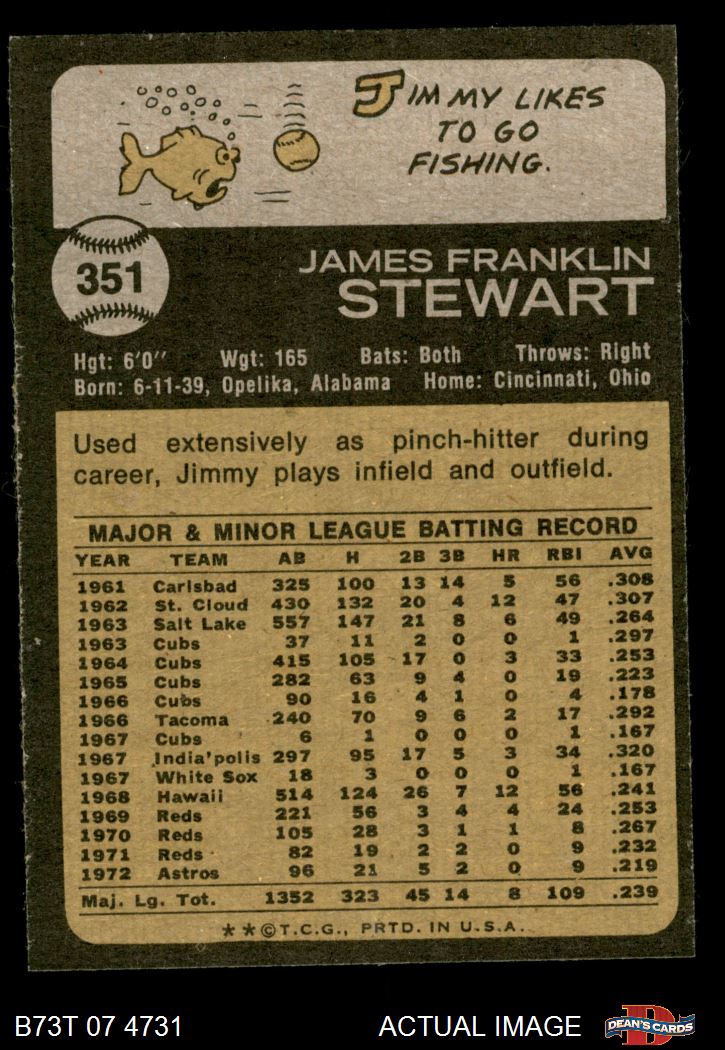 JIMMY LIKES
TO GO
FISHING.
351
JAMES FRANKLIN
STEWART
Hgt: 6'0" Wgt: 165 Bats: Both Throws: Right
Born: 6-11-39, Opelika, Alabama Home: Cincinnati, Ohio
Used extensively as pinch-hitter during
career, Jimmy plays infield and outfield.
MAJOR & MINOR LEAGUE BATTING RECORD
YEAR TEAM AB H 2B 3B HR RBI AVG
1961 Carlsbad 325 100 13 14 5 56 .308
1962 St. Cloud 430 132 20 4 12 47 .307
1963 Salt Lake 557 147 21 8 6 49 .264
1963 Cubs 37 11 2 0 0 1 .297
1964 Cubs 415 105 17 0 3 33 .253
1965 Cubs 282 63 9 4 0 19 .223
1966 Cubs 90 16 4 1 0 4 .178
1966 Tacoma 240 70 9 6 2 17 .292
1967 Cubs 6 1 0 0 0 1 .167
1967 India'polis 297 95 17 5 3 34 .320
1967 White Sox 18 3 0 0 0 1 .167
1968 Hawaii 514 124 26 7 12 56 .241
1969 Reds 221 56 3 4 4 24 .253
1970 Reds 105 28 3 1 1 8 .267
1971 Reds 82 19 2 2 0 9 .232
1972 Astros 96 21 5 2 0 9 .219
Maj. Lg. Tot. 1352 323 45 14 8 109 .239
**©T.C.G., PRTD. IN U.S.A.
B73T 07 4731 ACTUAL IMAGE
DEAN'S CARDS